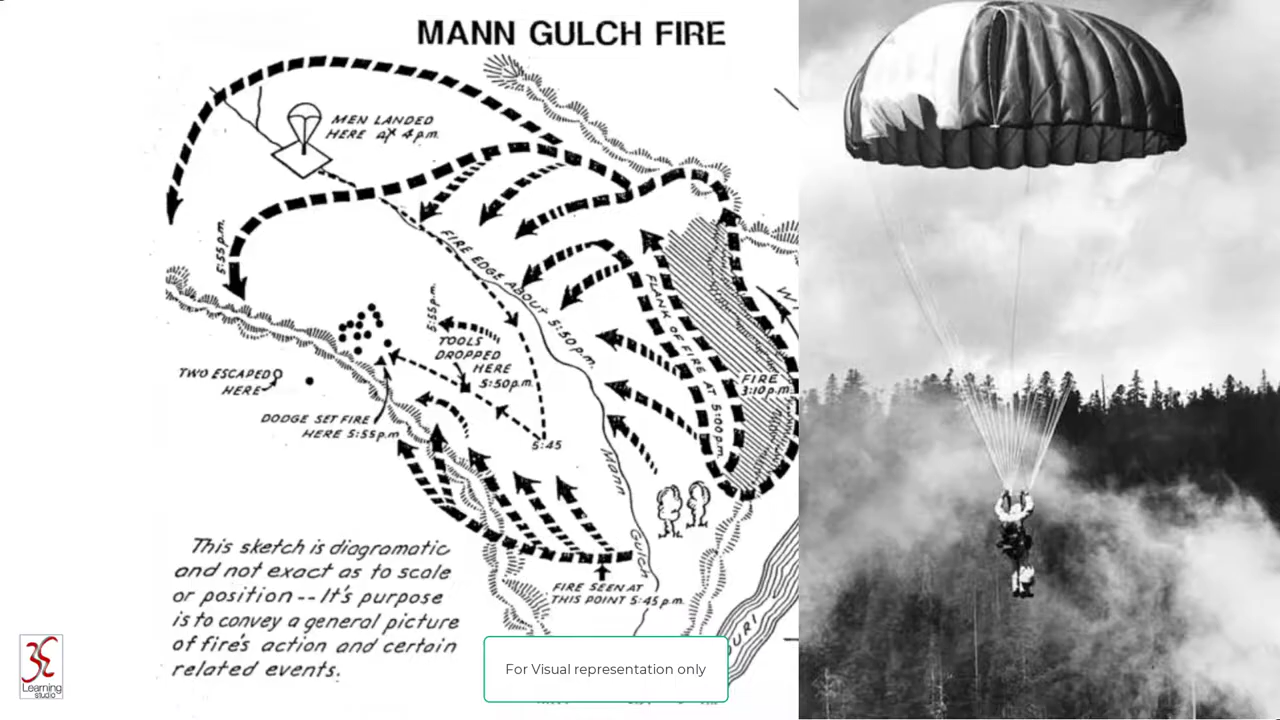 MANN GULCH FIRE
MEN LANDED
HERE at 4 p.m.
5:55 p.m.
FIRE EDGE ABOUT 5:50 p.m.
FLANK OF FIRE AT 5:00 p.m.
FIRE
3:10 p.m.
5:55 p.m.
TOOLS
DROPPED
HERE
5:50 p.m.
TWO ESCAPED
HERE
DODGE SET FIRE
HERE 5:55 p.m
5:45
Mann
Gulch
FIRE SEEN AT
THIS POINT 5:45 p.m.
This sketch is diagramatic
and not exact as to scale
or position -- It's purpose
is to convey a general picture
of fire's action and certain
related events.
For Visual representation only
3E
Learning
studio